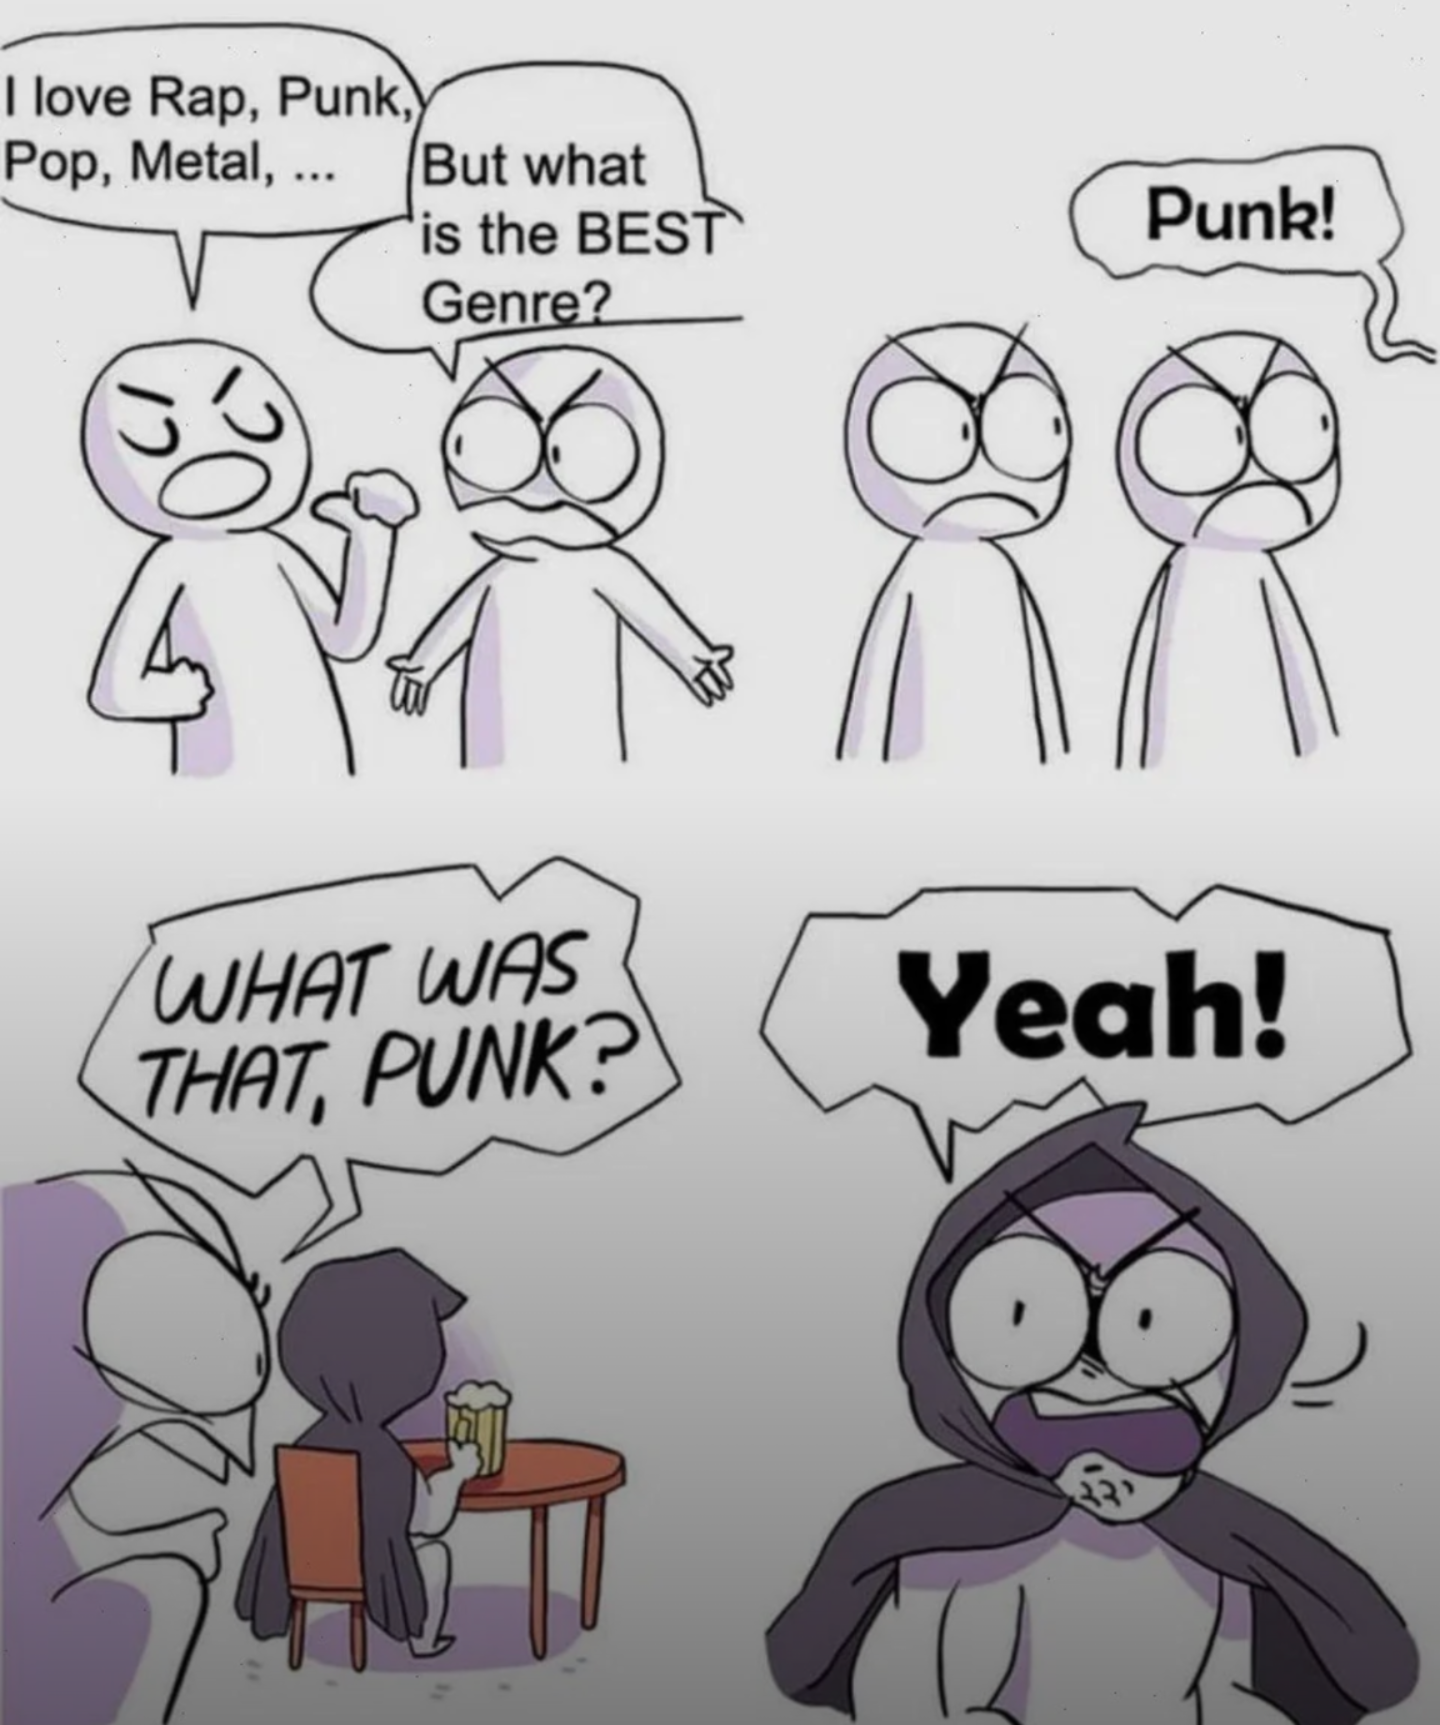 I love Rap, Punk,
Pop, Metal, ...
But what
is the BEST
Genre?
Punk!
WHAT WAS
THAT, PUNK?
Yeah!